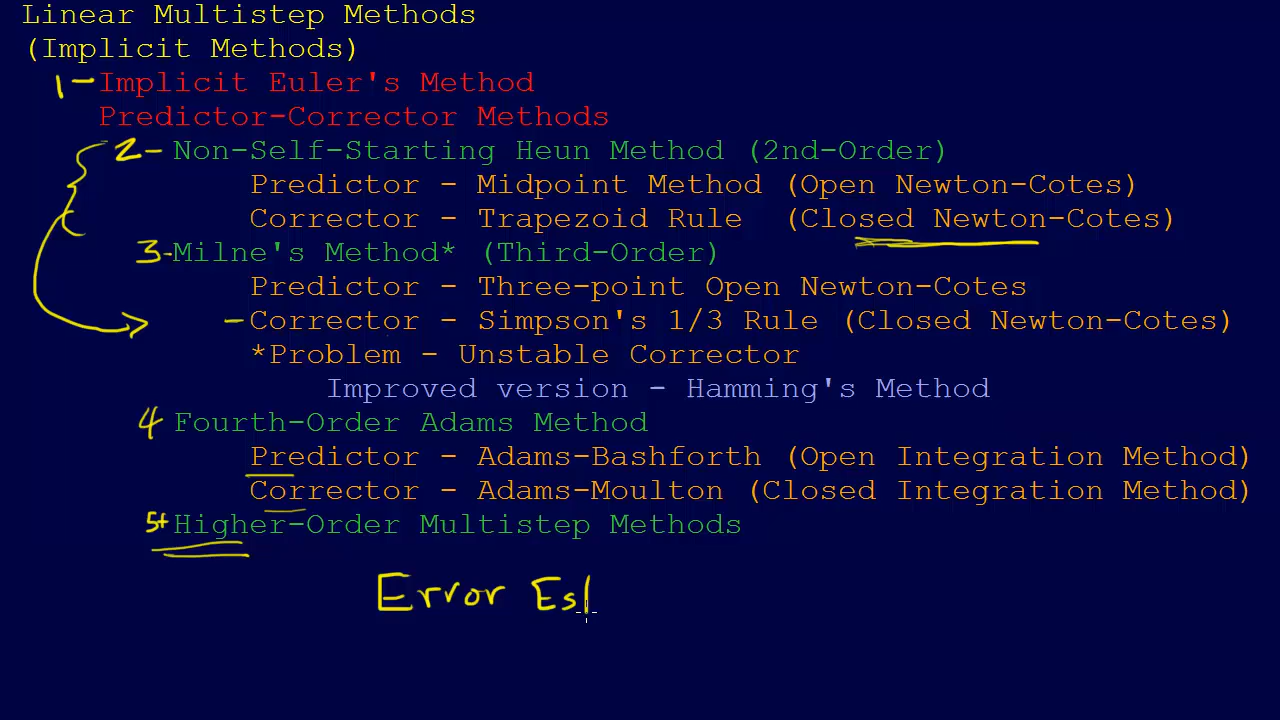 Linear Multistep Methods
(Implicit Methods)
1- Implicit Euler's Method
Predictor-Corrector Methods
2- Non-Self-Starting Heun Method (2nd-Order)
Predictor - Midpoint Method (Open Newton-Cotes)
Corrector - Trapezoid Rule (Closed Newton-Cotes)
3- Milne's Method* (Third-Order)
Predictor - Three-point Open Newton-Cotes
- Corrector - Simpson's 1/3 Rule (Closed Newton-Cotes)
*Problem - Unstable Corrector
Improved version - Hamming's Method
4 Fourth-Order Adams Method
Predictor - Adams-Bashforth (Open Integration Method)
Corrector - Adams-Moulton (Closed Integration Method)
5+ Higher-Order Multistep Methods
Error